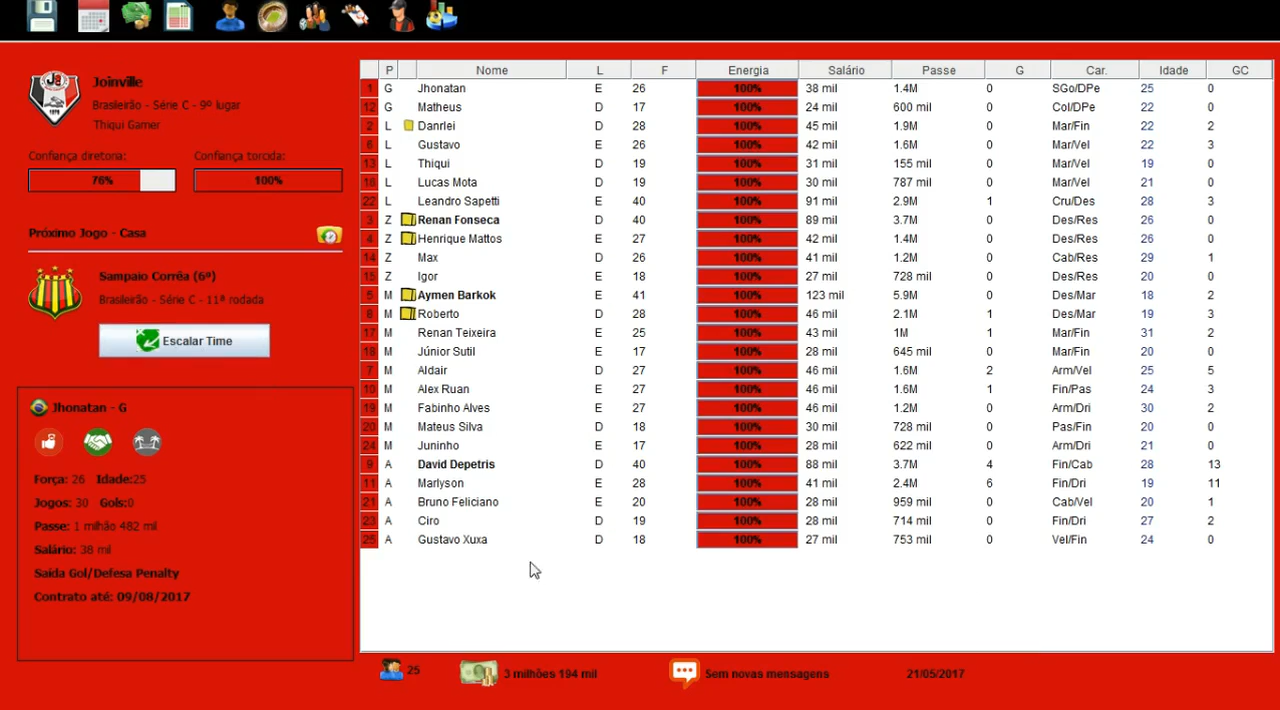 Joinville
Brasileirão - Série C - 9º lugar
Thiqui Gamer
Confiança diretoria: Confiança torcida:
76% 100%
Próximo Jogo - Casa
Sampaio Corrêa (6º)
Brasileirão - Série C - 11ª rodada
Escalar Time
Jhonatan - G
Força: 26 Idade:25
Jogos: 30 Gols:0
Passe: 1 milhão 482 mil
Salário: 38 mil
Saída Gol/Defesa Penalty
Contrato até: 09/08/2017
P Nome L F Energia Salário Passe G Car. Idade GC
1 G Jhonatan E 26 100% 38 mil 1.4M 0 SGo/DPe 25 0
12 G Matheus D 17 100% 24 mil 600 mil 0 Col/DPe 22 0
2 L Danrlei D 28 100% 45 mil 1.9M 0 Mar/Fin 22 2
6 L Gustavo E 26 100% 42 mil 1.6M 0 Mar/Vel 22 3
13 L Thiqui D 19 100% 31 mil 155 mil 0 Mar/Vel 19 0
16 L Lucas Mota D 19 100% 30 mil 787 mil 0 Mar/Vel 21 0
22 L Leandro Sapetti E 40 100% 91 mil 2.9M 1 Cru/Des 28 3
3 Z Renan Fonseca D 40 100% 89 mil 3.7M 0 Des/Res 26 0
4 Z Henrique Mattos E 27 100% 42 mil 1.4M 0 Des/Res 26 0
14 Z Max D 26 100% 41 mil 1.2M 0 Cab/Res 29 1
15 Z Igor E 18 100% 27 mil 728 mil 0 Des/Res 20 0
5 M Aymen Barkok E 41 100% 123 mil 5.9M 0 Des/Mar 18 2
8 M Roberto D 28 100% 46 mil 2.1M 1 Des/Mar 19 3
17 M Renan Teixeira E 25 100% 43 mil 1M 1 Mar/Fin 31 2
18 M Júnior Sutil E 17 100% 28 mil 645 mil 0 Mar/Fin 20 0
7 M Aldair D 27 100% 46 mil 1.6M 2 Arm/Vel 25 5
10 M Alex Ruan E 27 100% 46 mil 1.6M 1 Fin/Pas 24 3
19 M Fabinho Alves E 27 100% 46 mil 1.2M 0 Arm/Dri 30 2
20 M Mateus Silva D 18 100% 30 mil 728 mil 0 Pas/Fin 20 0
24 M Juninho E 17 100% 28 mil 622 mil 0 Arm/Dri 21 0
9 A David Depetris D 40 100% 88 mil 3.7M 4 Fin/Cab 28 13
11 A Marlyson E 28 100% 41 mil 2.4M 6 Fin/Dri 19 11
21 A Bruno Feliciano E 20 100% 28 mil 959 mil 0 Cab/Vel 20 1
23 A Ciro D 19 100% 28 mil 714 mil 0 Fin/Dri 27 2
25 A Gustavo Xuxa D 18 100% 27 mil 753 mil 0 Vel/Fin 24 0
25 3 milhões 194 mil Sem novas mensagens 21/05/2017